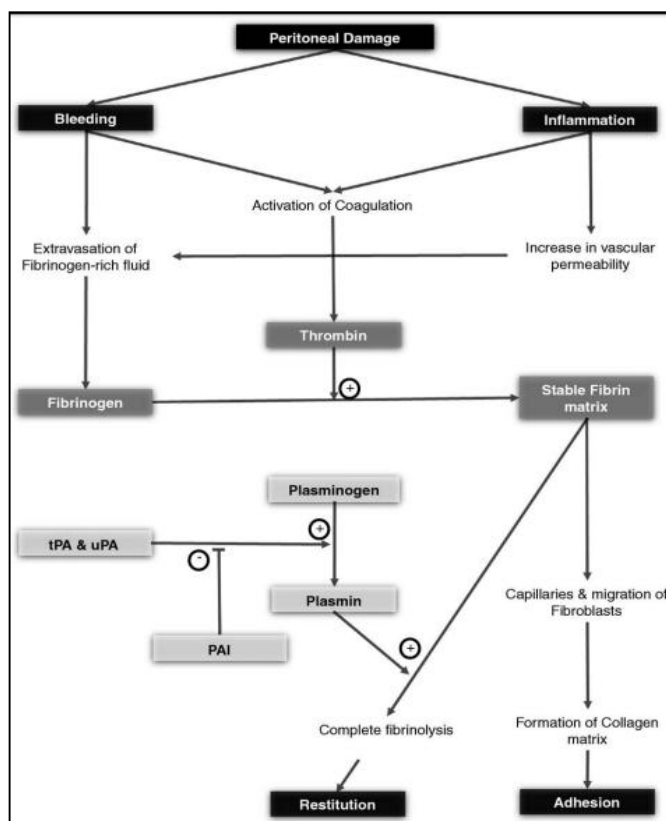 Peritoneal Damage
Bleeding
Inflammation
Activation of Coagulation
Extravasation of
Fibrinogen-rich fluid
Increase in vascular
permeability
Thrombin
+
Fibrinogen
Stable Fibrin
matrix
Plasminogen
+
tPA & uPA
-
Plasmin
Capillaries & migration of
Fibroblasts
+
PAI
Complete fibrinolysis
Formation of Collagen
matrix
Restitution
Adhesion